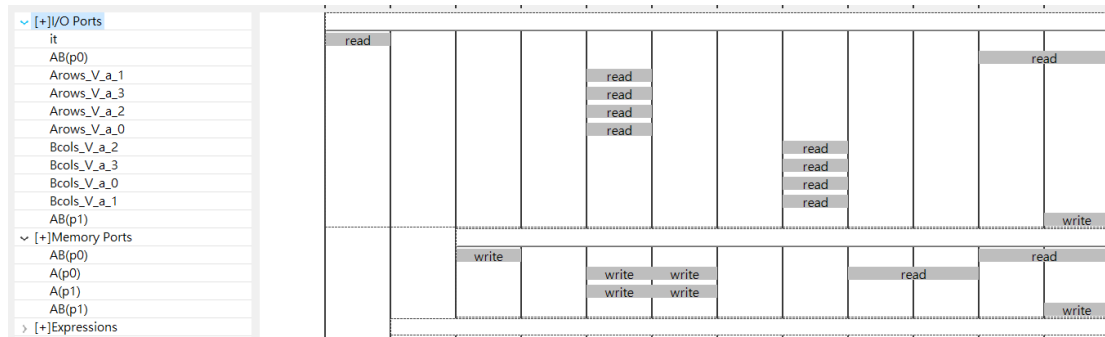 [+]I/O Ports
it read
AB(p0) read
Arows_V_a_1 read
Arows_V_a_3 read
Arows_V_a_2 read
Arows_V_a_0 read
Bcols_V_a_2 read
Bcols_V_a_3 read
Bcols_V_a_0 read
Bcols_V_a_1 read
AB(p1) write
[+]Memory Ports
AB(p0) write read
A(p0) write write read
A(p1) write write
AB(p1) write
[+]Expressions